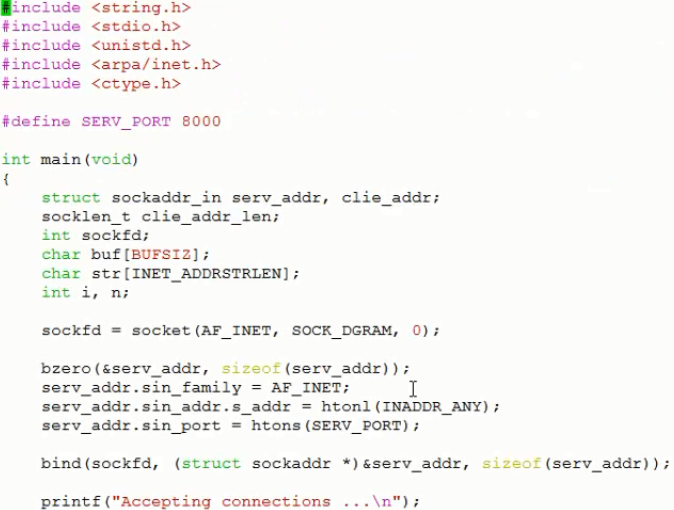 #include <string.h>
#include <stdio.h>
#include <unistd.h>
#include <arpa/inet.h>
#include <ctype.h>
#define SERV_PORT 8000
int main(void)
{
    struct sockaddr_in serv_addr, clie_addr;
    socklen_t clie_addr_len;
    int sockfd;
    char buf[BUFSIZ];
    char str[INET_ADDRSTRLEN];
    int i, n;
    sockfd = socket(AF_INET, SOCK_DGRAM, 0);
    bzero(&serv_addr, sizeof(serv_addr));
    serv_addr.sin_family = AF_INET;
    serv_addr.sin_addr.s_addr = htonl(INADDR_ANY);
    serv_addr.sin_port = htons(SERV_PORT);
    bind(sockfd, (struct sockaddr *)&serv_addr, sizeof(serv_addr));
    printf("Accepting connections ...\n");